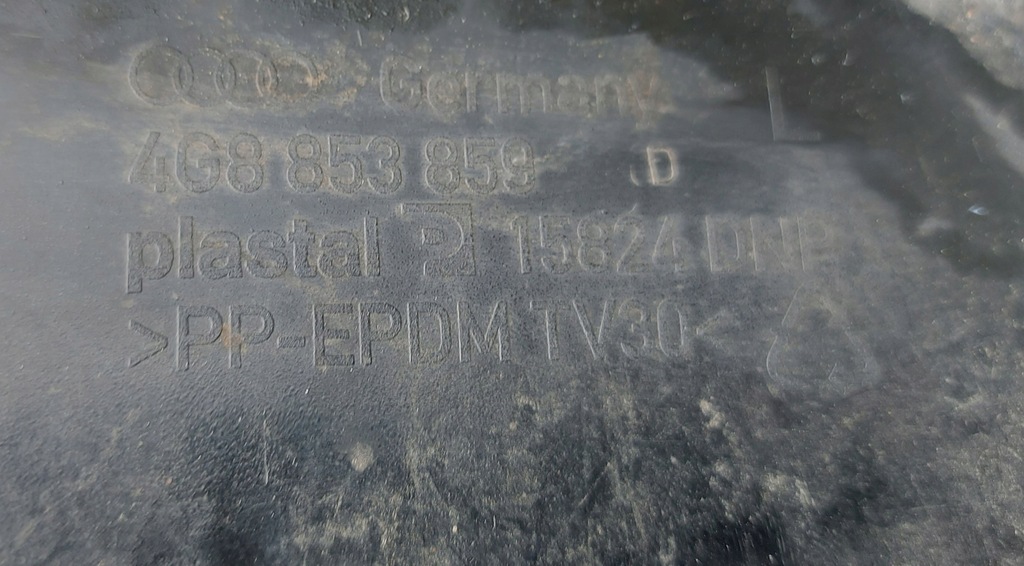 Germany L
4G8 853 859 D
plastal 15824 DNP
>PP-EPDM TV30<